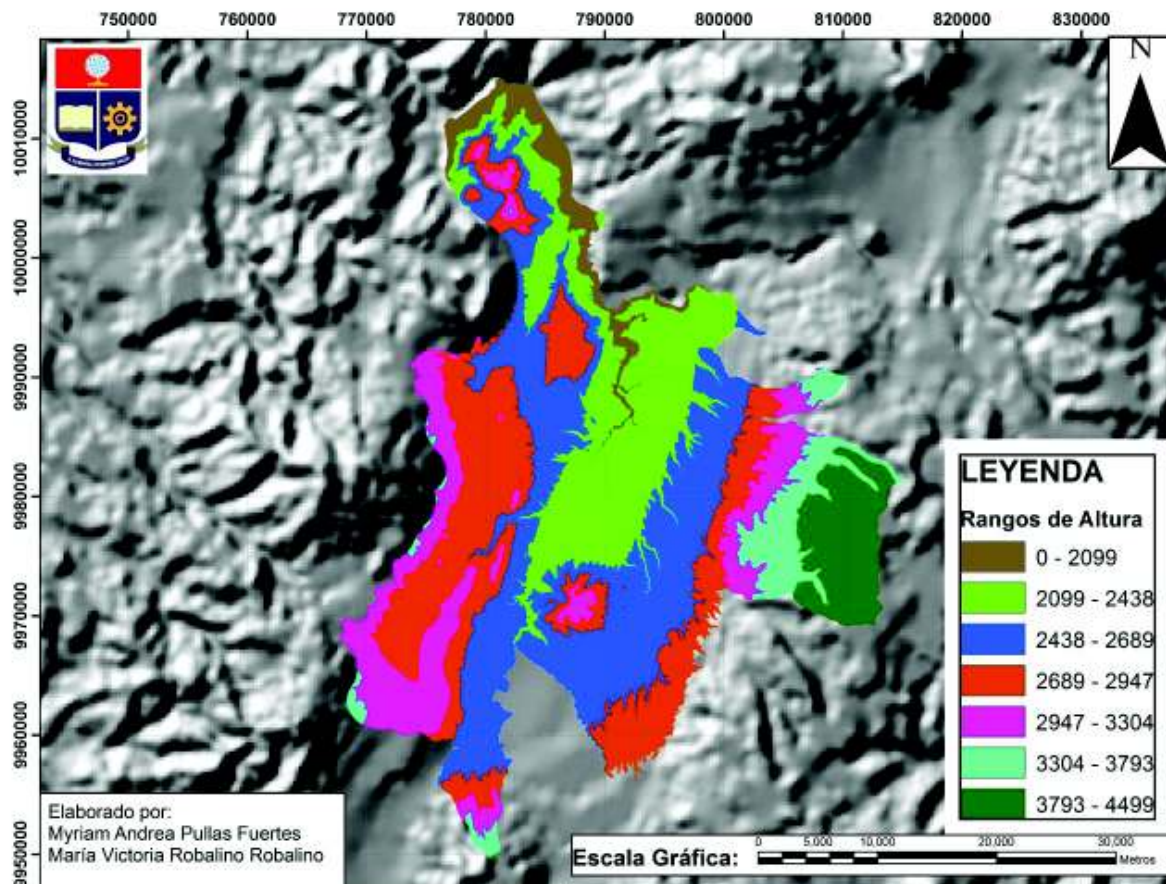 750000 760000 770000 780000 790000 800000 810000 820000 830000
N
10010000
10000000
9990000
9980000
9970000
9960000
9950000
LEYENDA
Rangos de Altura
0 - 2099
2099 - 2438
2438 - 2689
2689 - 2947
2947 - 3304
3304 - 3793
3793 - 4499
Elaborado por:
Myriam Andrea Pullas Fuertes
María Victoria Robalino Robalino
Escala Gráfica:
0 5,000 10,000 20,000 30,000
Metros